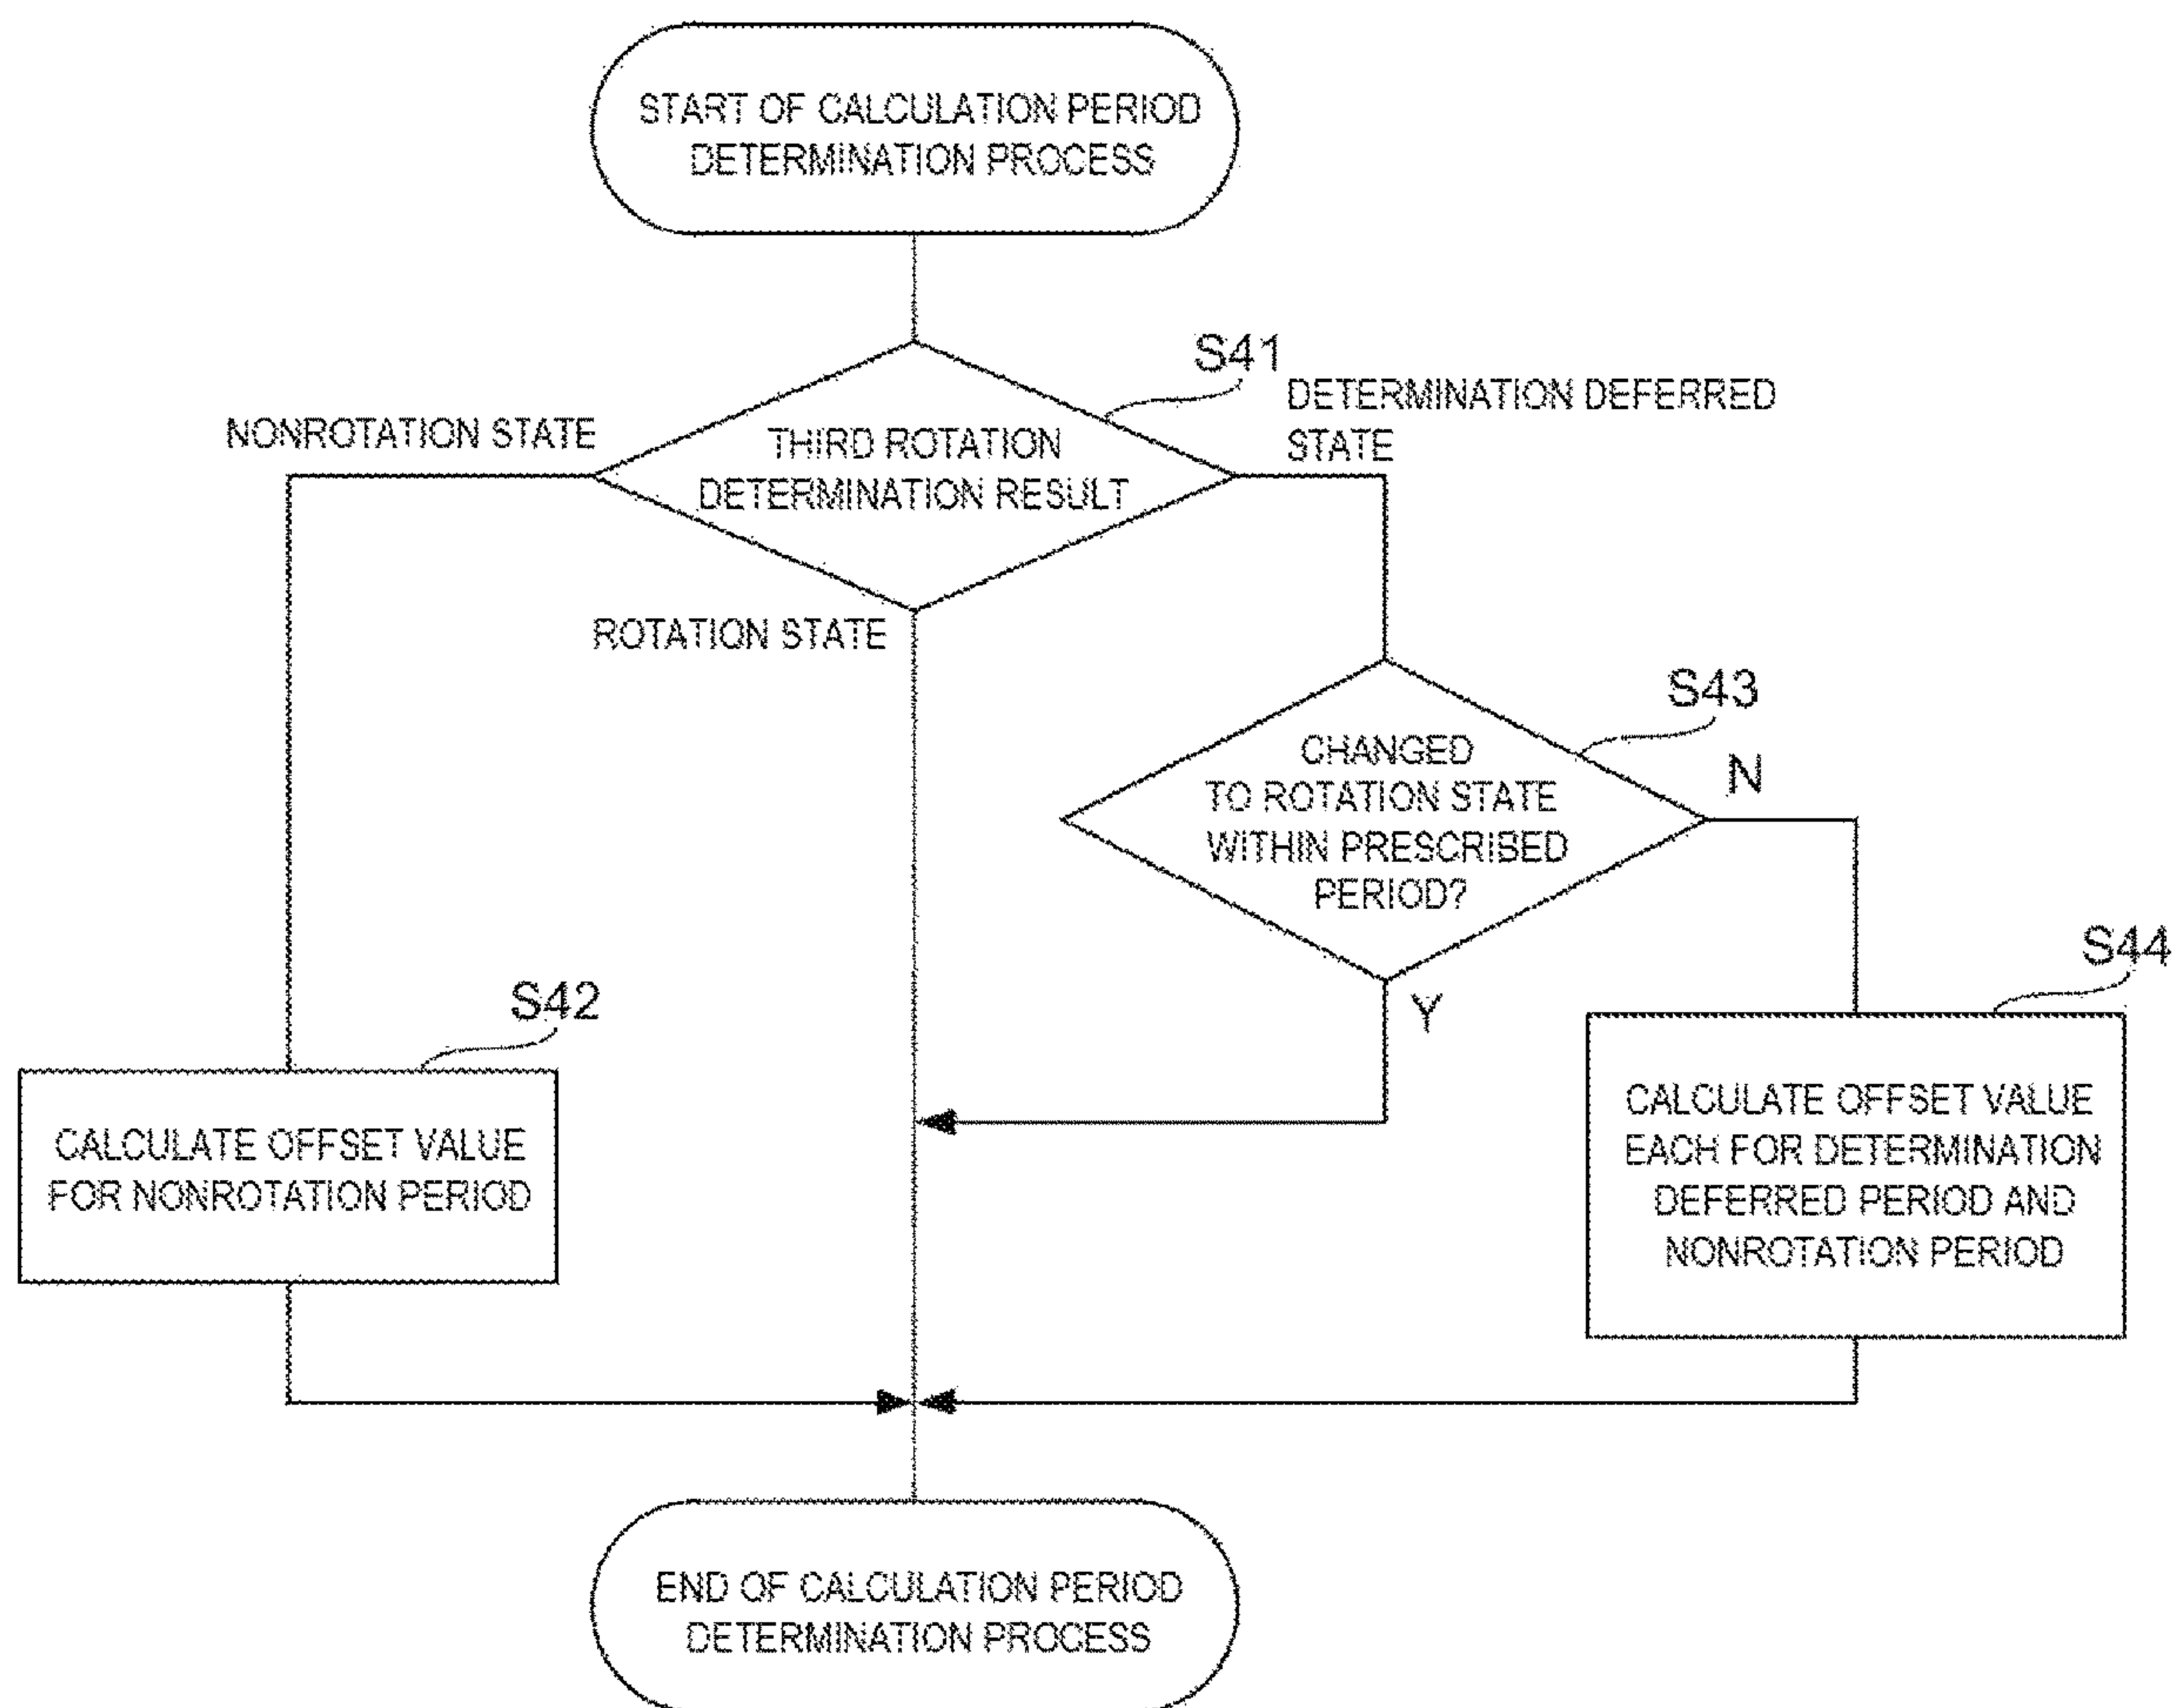 START OF CALCULATION PERIOD
DETERMINATION PROCESS
S41
DETERMINATION DEFERRED
STATE
NONROTATION STATE
THIRD ROTATION
DETERMINATION RESULT
ROTATION STATE
S43
CHANGED
TO ROTATION STATE
WITHIN PRESCRIBED
PERIOD?
N
Y
S44
S42
CALCULATE OFFSET VALUE
FOR NONROTATION PERIOD
CALCULATE OFFSET VALUE
EACH FOR DETERMINATION
DEFERRED PERIOD AND
NONROTATION PERIOD
END OF CALCULATION PERIOD
DETERMINATION PROCESS